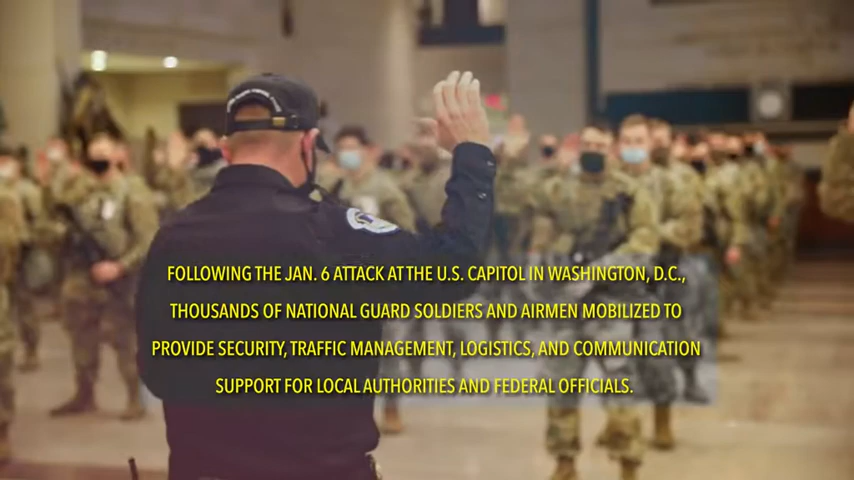 FOLLOWING THE JAN. 6 ATTACK AT THE U.S. CAPITOL IN WASHINGTON, D.C.,
THOUSANDS OF NATIONAL GUARD SOLDIERS AND AIRMEN MOBILIZED TO
PROVIDE SECURITY, TRAFFIC MANAGEMENT, LOGISTICS, AND COMMUNICATION
SUPPORT FOR LOCAL AUTHORITIES AND FEDERAL OFFICIALS.